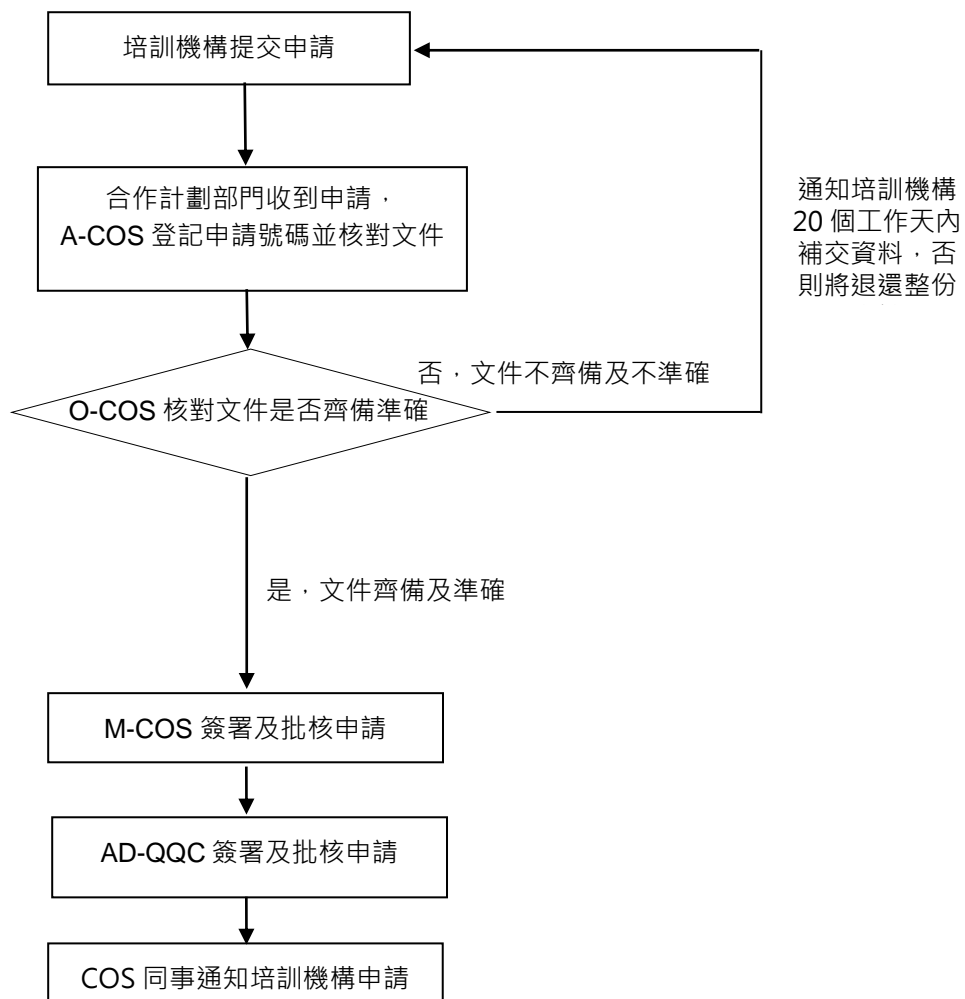 培訓機構提交申請
合作計劃部門收到申請，
A-COS 登記申請號碼並核對文件
通知培訓機構
20 個工作天內
補交資料，否
則將退還整份
否，文件不齊備及不準確
O-COS 核對文件是否齊備準確
是，文件齊備及準確
M-COS 簽署及批核申請
AD-QQC 簽署及批核申請
COS 同事通知培訓機構申請